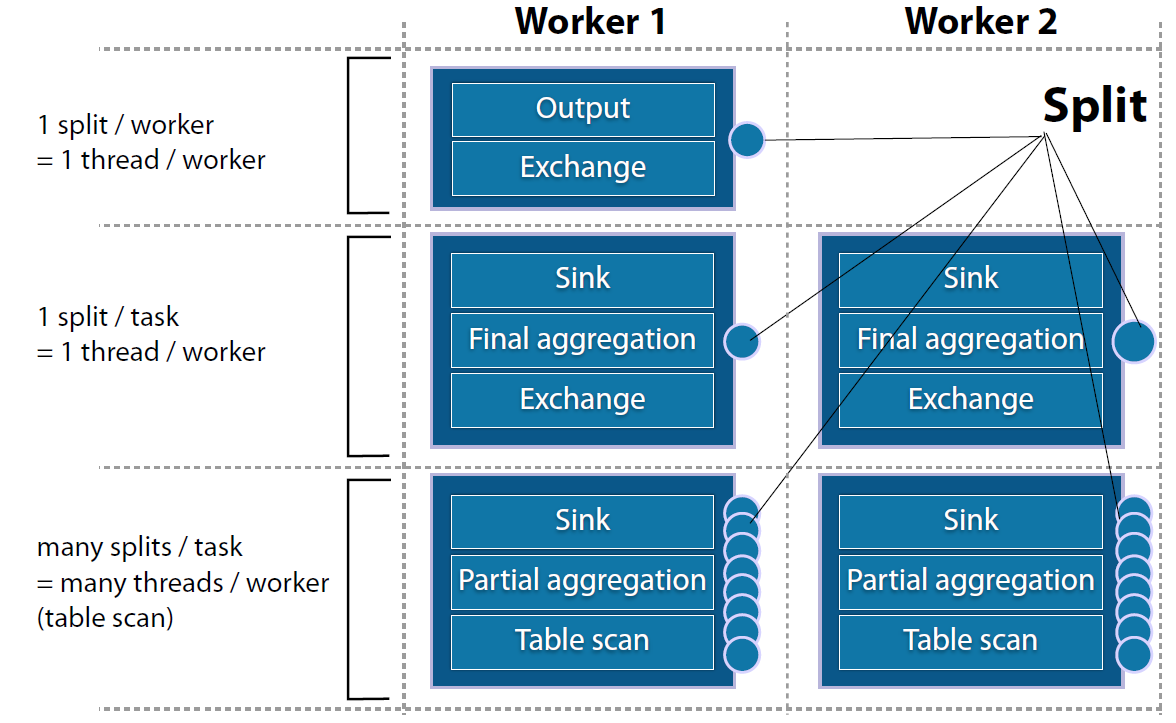 Worker 1
Worker 2
Split
1 split / worker
= 1 thread / worker
Output
Exchange
1 split / task
= 1 thread / worker
Sink
Final aggregation
Exchange
Sink
Final aggregation
Exchange
many splits / task
= many threads / worker
(table scan)
Sink
Partial aggregation
Table scan
Sink
Partial aggregation
Table scan